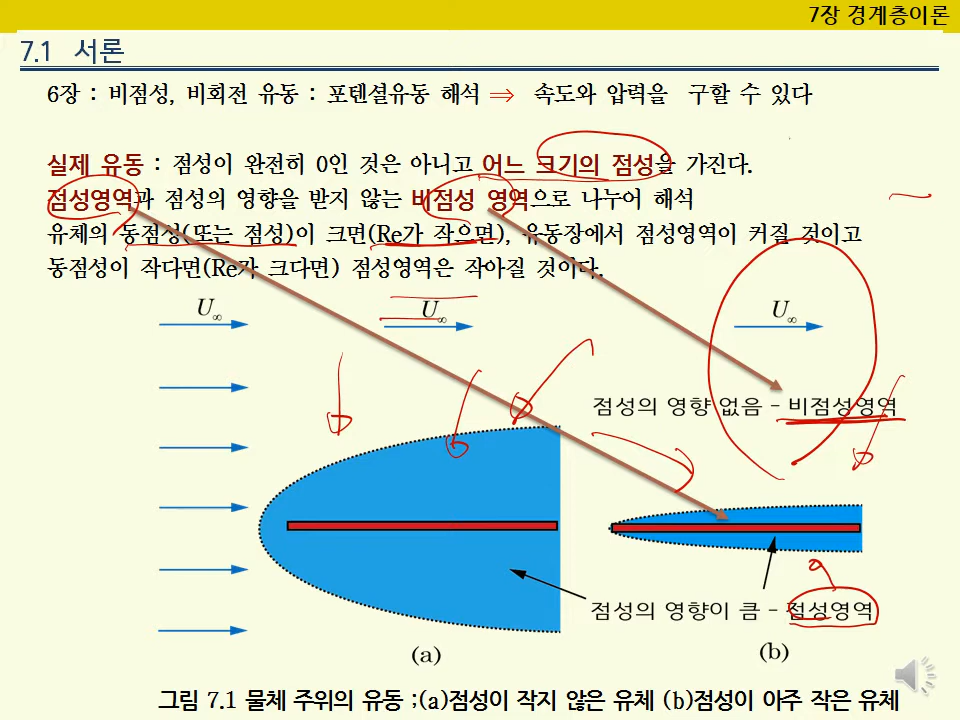 7장 경계층이론
7.1 서론
6장 : 비점성, 비회전 유동 : 포텐셜유동 해석 ⇒ 속도와 압력을 구할 수 있다
실제 유동 : 점성이 완전히 0인 것은 아니고 어느 크기의 점성을 가진다.
점성영역과 점성의 영향을 받지 않는 비점성 영역으로 나누어 해석
유체의 동점성(또는 점성)이 크면(Re가 작으면), 유동장에서 점성영역이 커질 것이고
동점성이 작다면(Re가 크다면) 점성영역은 작아질 것이다.
U∞ U∞ U∞
점성의 영향 없음 - 비점성영역
점성의 영향이 큼 - 점성영역
(a) (b)
그림 7.1 물체 주위의 유동 ;(a)점성이 작지 않은 유체 (b)점성이 아주 작은 유체